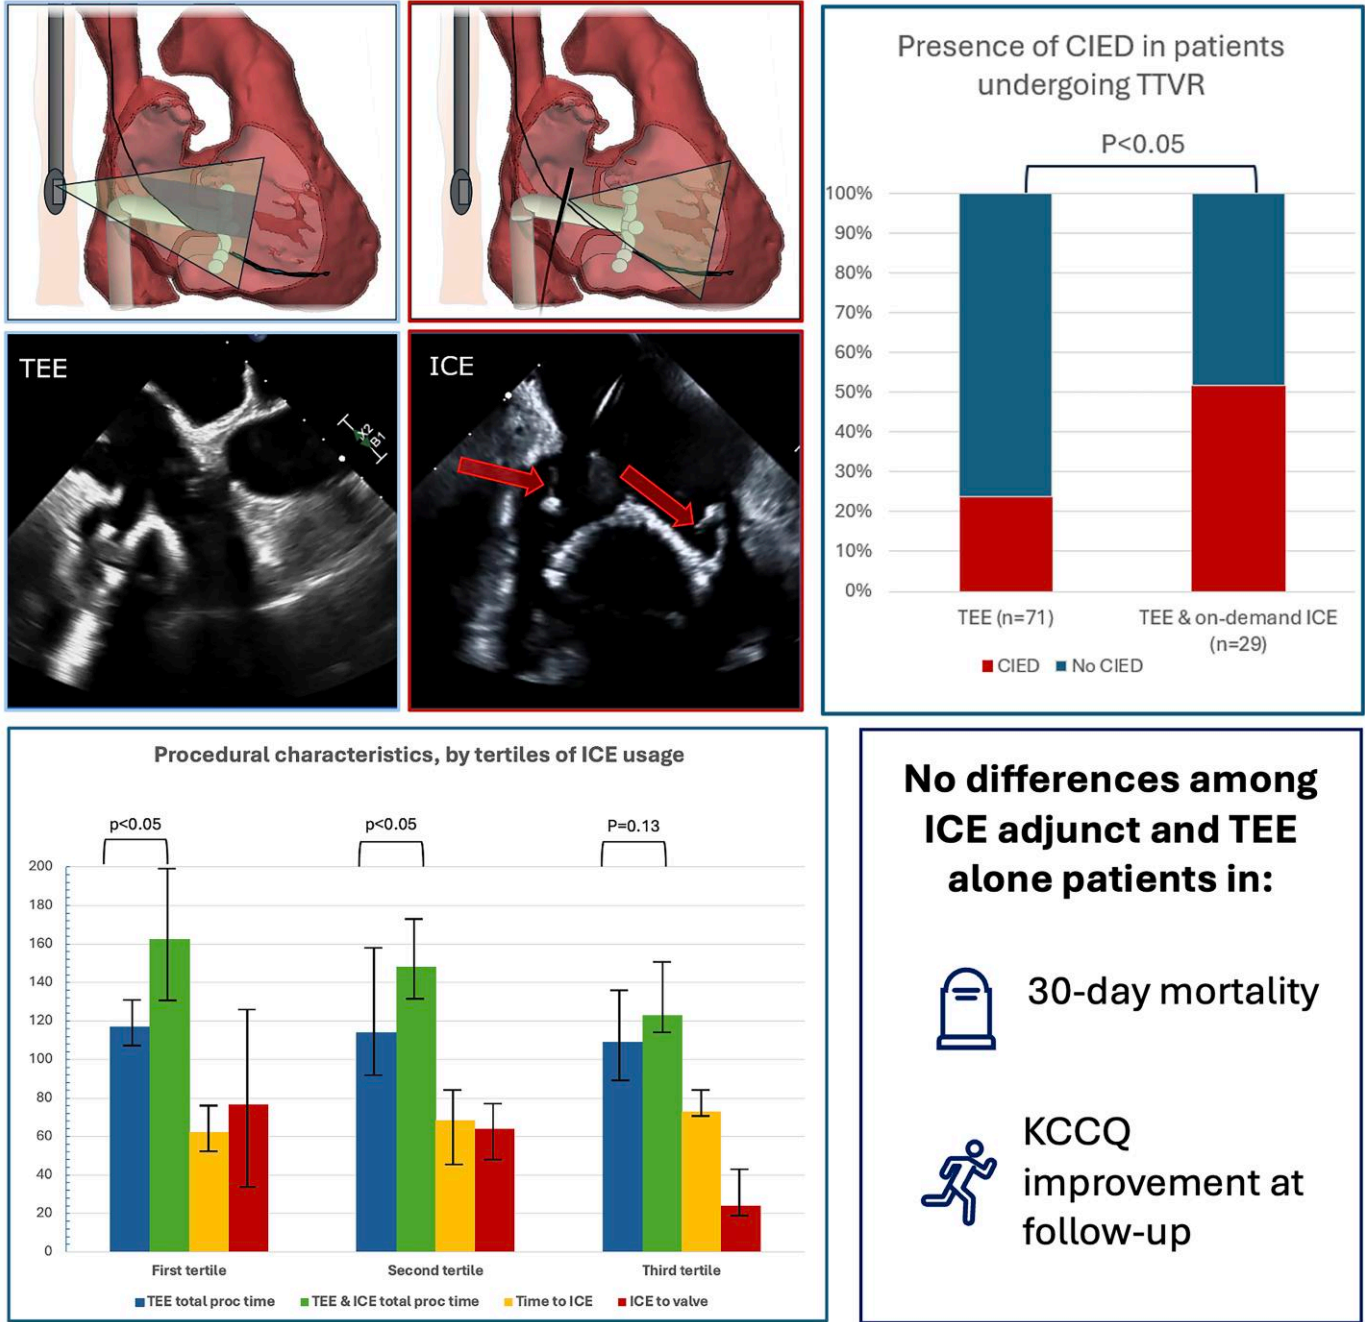 TEE
X2
B1
ICE
Presence of CIED in patients
undergoing TTVR
P<0.05
100%
90%
80%
70%
60%
50%
40%
30%
20%
10%
0%
TEE (n=71)
TEE & on-demand ICE
(n=29)
CIED
No CIED
Procedural characteristics, by tertiles of ICE usage
p<0.05
p<0.05
P=0.13
200
180
160
140
120
100
80
60
40
20
0
First tertile
Second tertile
Third tertile
TEE total proc time
TEE & ICE total proc time
Time to ICE
ICE to valve
No differences among
ICE adjunct and TEE
alone patients in:
30-day mortality
KCCQ
improvement at
follow-up